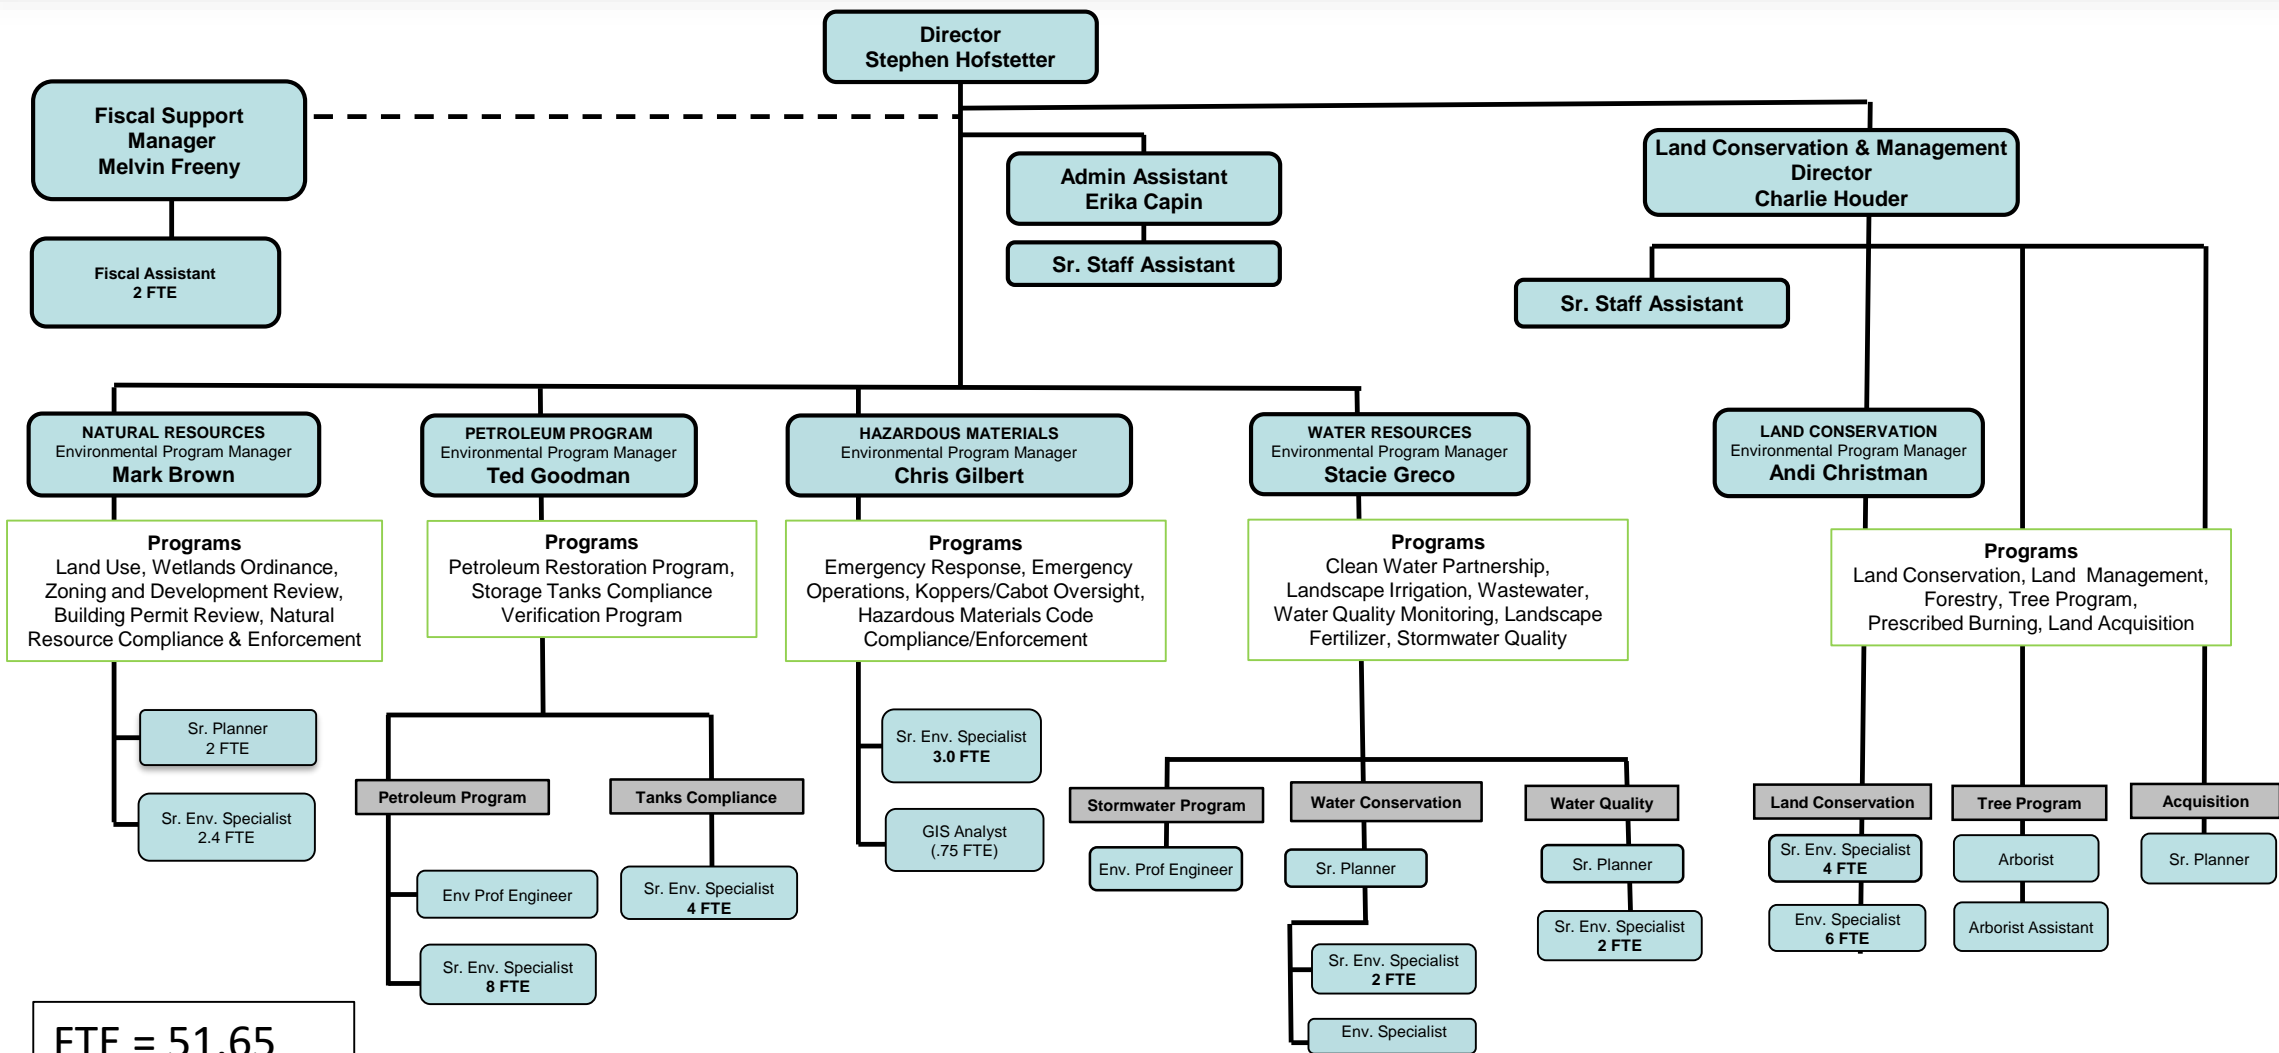 Director
Stephen Hofstetter
Fiscal Support
Manager
Melvin Freeny
Fiscal Assistant
2 FTE
Admin Assistant
Erika Capin
Sr. Staff Assistant
Land Conservation & Management
Director
Charlie Houder
Sr. Staff Assistant
NATURAL RESOURCES
Environmental Program Manager
Mark Brown
Programs
Land Use, Wetlands Ordinance,
Zoning and Development Review,
Building Permit Review, Natural
Resource Compliance & Enforcement
Sr. Planner
2 FTE
Sr. Env. Specialist
2.4 FTE
PETROLEUM PROGRAM
Environmental Program Manager
Ted Goodman
Programs
Petroleum Restoration Program,
Storage Tanks Compliance
Verification Program
Petroleum Program
Env Prof Engineer
Sr. Env. Specialist
8 FTE
Tanks Compliance
Sr. Env. Specialist
4 FTE
HAZARDOUS MATERIALS
Environmental Program Manager
Chris Gilbert
Programs
Emergency Response, Emergency
Operations, Koppers/Cabot Oversight,
Hazardous Materials Code
Compliance/Enforcement
Sr. Env. Specialist
3.0 FTE
GIS Analyst
(.75 FTE)
WATER RESOURCES
Environmental Program Manager
Stacie Greco
Programs
Clean Water Partnership,
Landscape Irrigation, Wastewater,
Water Quality Monitoring, Landscape
Fertilizer, Stormwater Quality
Stormwater Program
Env. Prof Engineer
Water Conservation
Sr. Planner
Sr. Env. Specialist
2 FTE
Env. Specialist
Water Quality
Sr. Planner
Sr. Env. Specialist
2 FTE
LAND CONSERVATION
Environmental Program Manager
Andi Christman
Programs
Land Conservation, Land Management,
Forestry, Tree Program,
Prescribed Burning, Land Acquisition
Land Conservation
Sr. Env. Specialist
4 FTE
Env. Specialist
6 FTE
Tree Program
Arborist
Arborist Assistant
Acquisition
Sr. Planner
FTE = 51.65